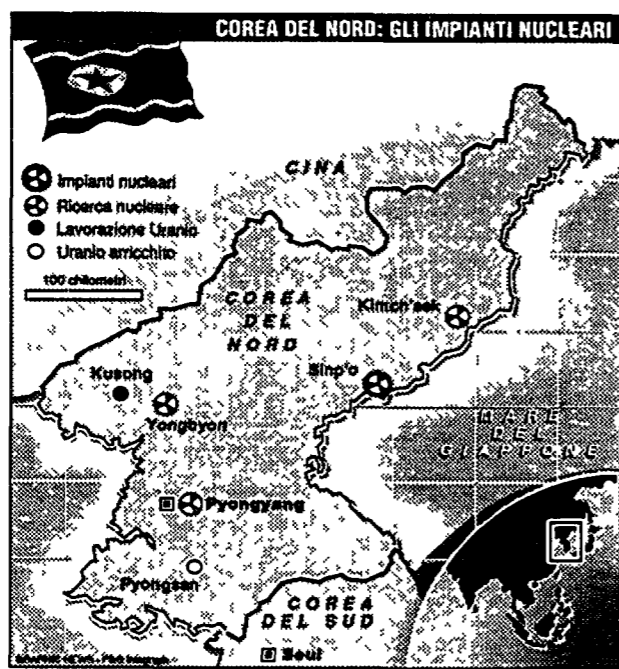 COREA DEL NORD: GLI IMPIANTI NUCLEARI
CINA
Impianti nucleari
Ricerca nucleare
Lavorazione Uranio
Uranio arricchito
100 chilometri
COREA
DEL
NORD
Kimch'aek
Sinp'o
Kusong
Yongbyon
MARE
DEL
GIAPPONE
Pyongyang
Pyongsan
COREA
DEL SUD
Seul